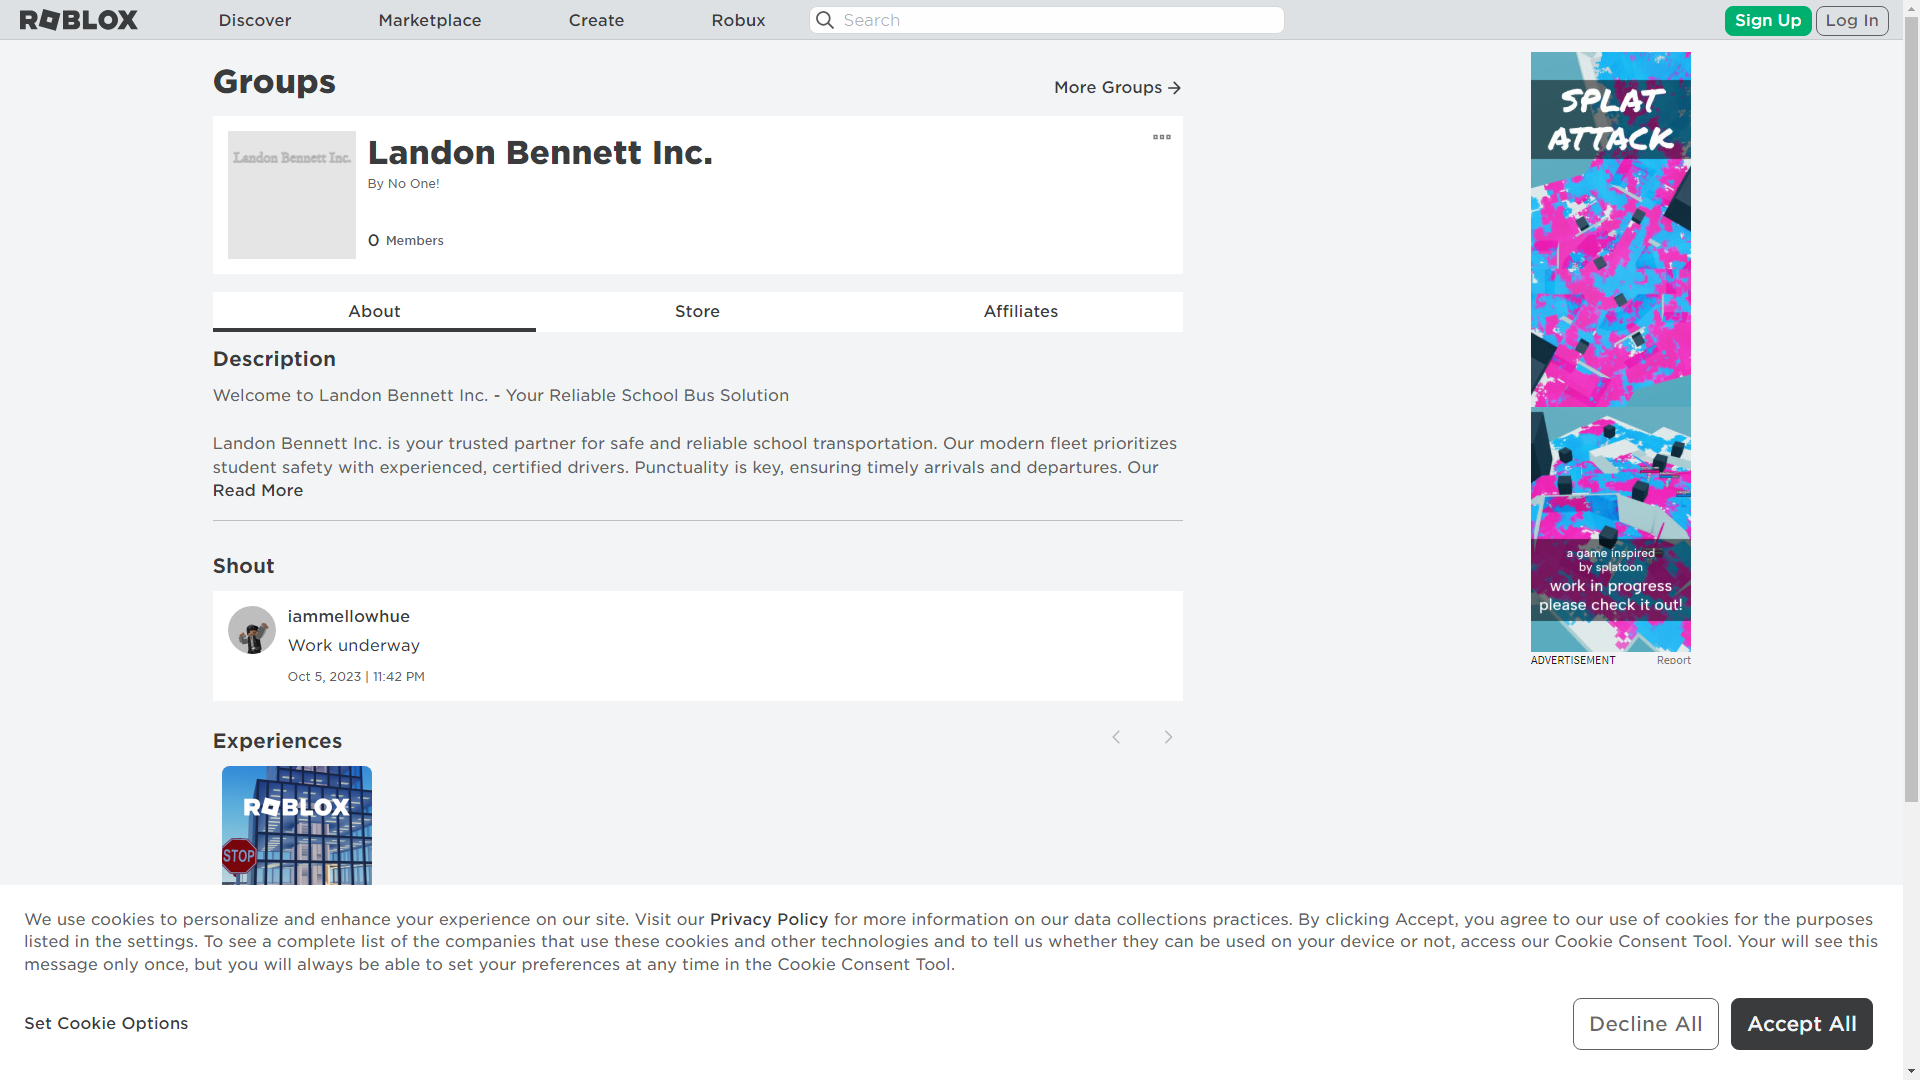 ROBLOX Discover Marketplace Create Robux Search Sign Up Log In
Groups
More Groups
Landon Bennett Inc.
Landon Bennett Inc.
By No One!
0 Members
About Store Affiliates
Description
Welcome to Landon Bennett Inc. - Your Reliable School Bus Solution
Landon Bennett Inc. is your trusted partner for safe and reliable school transportation. Our modern fleet prioritizes
student safety with experienced, certified drivers. Punctuality is key, ensuring timely arrivals and departures. Our
Read More
Shout
iammellowhue
Work underway
Oct 5, 2023 | 11:42 PM
Experiences
ROBLOX
STOP
SPLAT
ATTACK
a game inspired
by splatoon
work in progress
please check it out!
ADVERTISEMENT Report
We use cookies to personalize and enhance your experience on our site. Visit our Privacy Policy for more information on our data collections practices. By clicking Accept, you agree to our use of cookies for the purposes
listed in the settings. To see a complete list of the companies that use these cookies and other technologies and to tell us whether they can be used on your device or not, access our Cookie Consent Tool. Your will see this
message only once, but you will always be able to set your preferences at any time in the Cookie Consent Tool.
Set Cookie Options
Decline All
Accept All